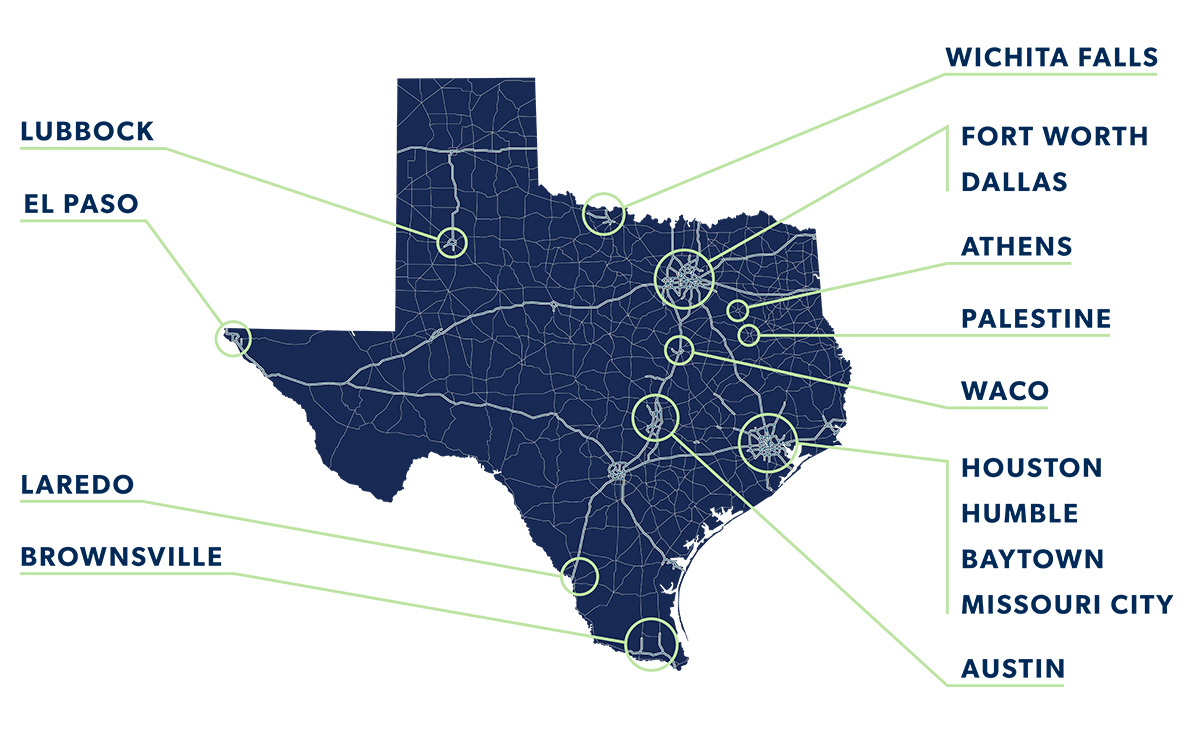 LUBBOCK
EL PASO
LAREDO
BROWNSVILLE
WICHITA FALLS
FORT WORTH
DALLAS
ATHENS
PALESTINE
WACO
HOUSTON
HUMBLE
BAYTOWN
MISSOURI CITY
AUSTIN